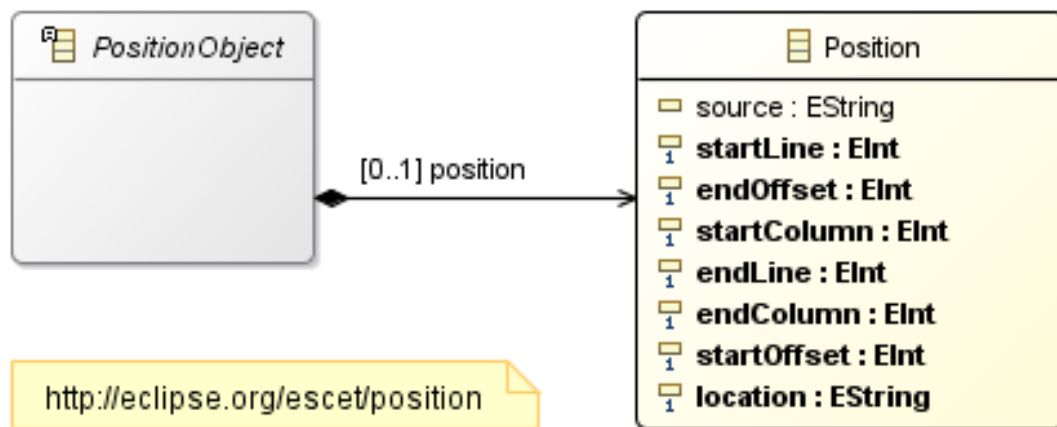 PositionObject
[0..1] position
Position
source : EString
startLine : EInt
endOffset : EInt
startColumn : EInt
endLine : EInt
endColumn : EInt
startOffset : EInt
location : EString
http://eclipse.org/escet/position